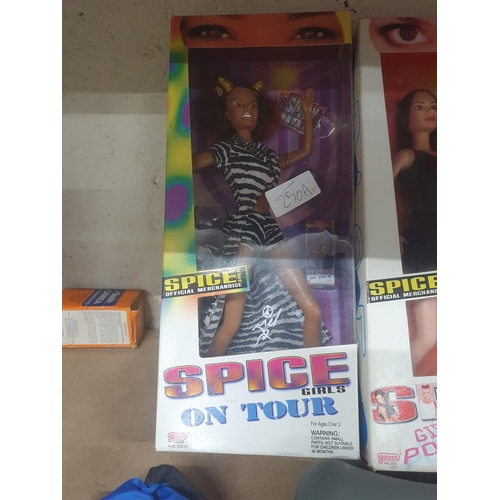 250A
SPICE
OFFICIAL MERCHANDISE
SPICE
GIRLS
ON TOUR
For Ages Over 3
WARNING:
CONTAINS SMALL
PARTS. NOT SUITABLE
FOR CHILDREN UNDER
36 MONTHS.
SPICE
OFFICIAL MERCHANDISE